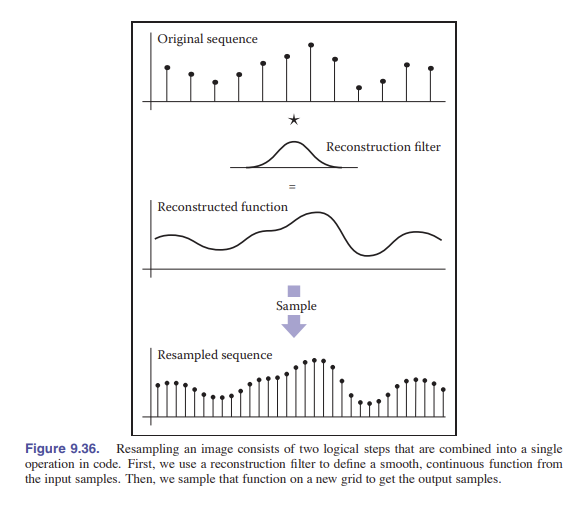 Original sequence
★
Reconstruction filter
=
Reconstructed function
Sample
Resampled sequence
Figure 9.36. Resampling an image consists of two logical steps that are combined into a single
operation in code. First, we use a reconstruction filter to define a smooth, continuous function from
the input samples. Then, we sample that function on a new grid to get the output samples.